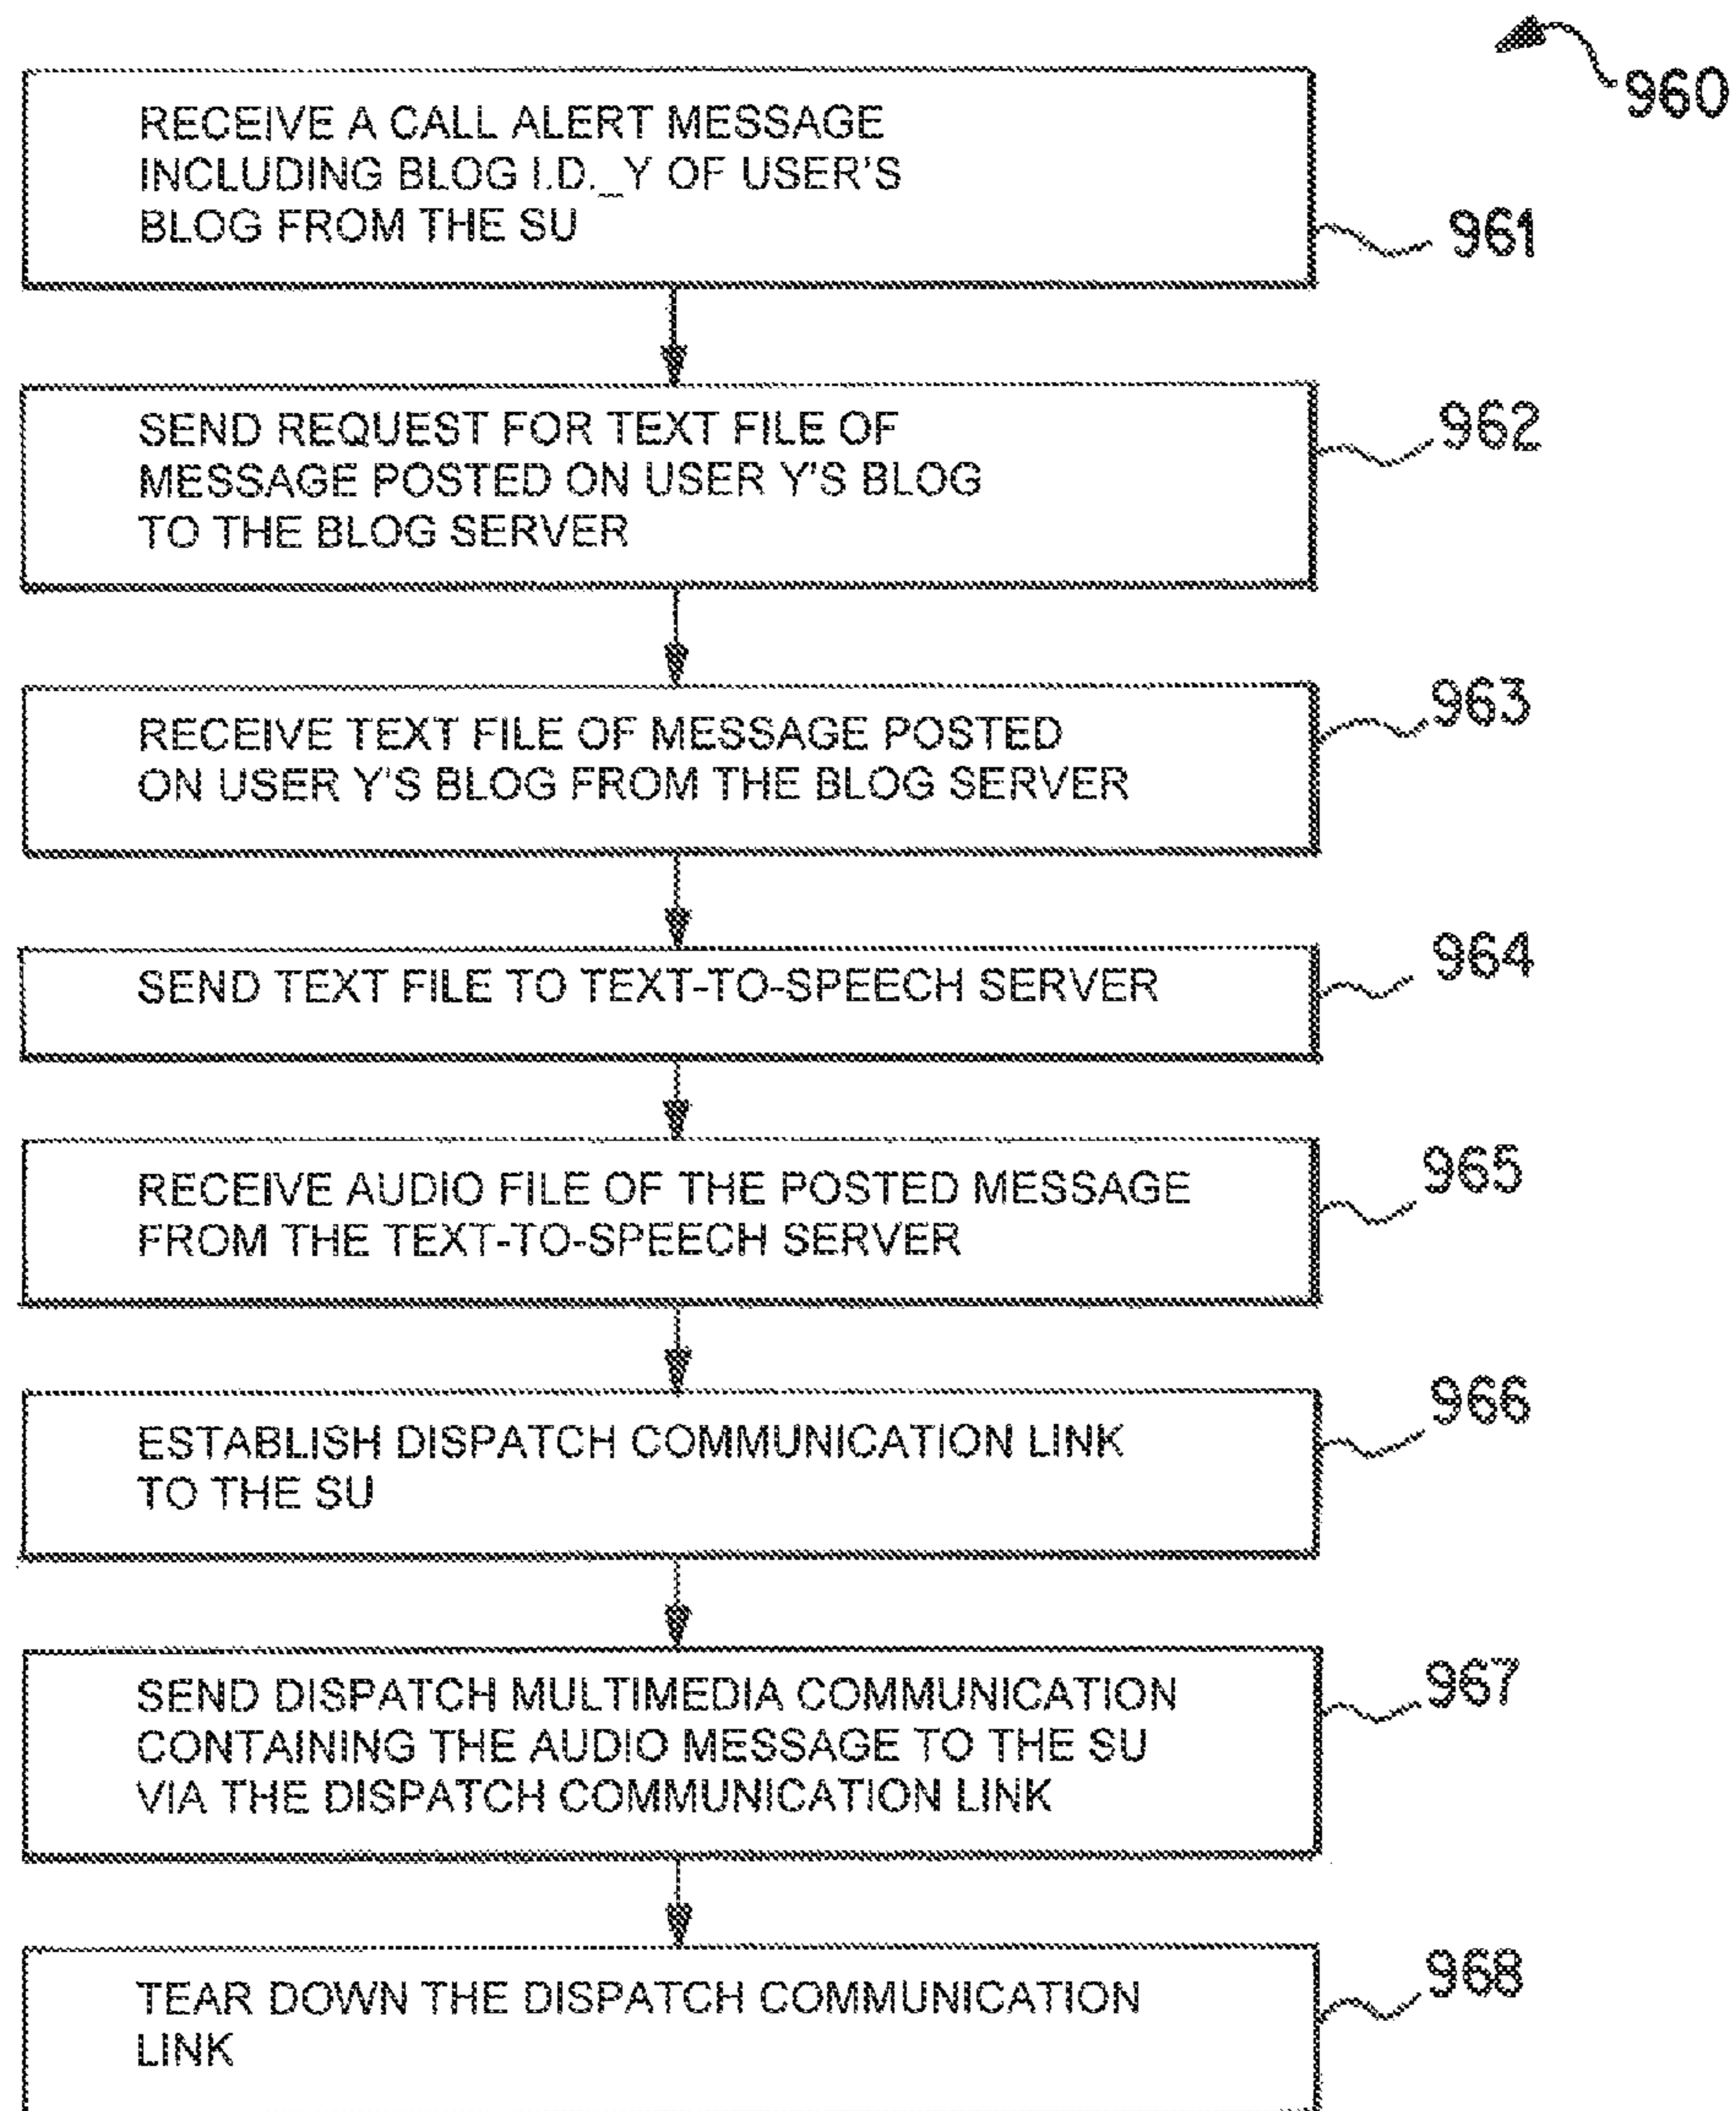 960
RECEIVE A CALL ALERT MESSAGE
INCLUDING BLOG I.D._Y OF USER'S
BLOG FROM THE SU
961
SEND REQUEST FOR TEXT FILE OF
MESSAGE POSTED ON USER Y'S BLOG
TO THE BLOG SERVER
962
RECEIVE TEXT FILE OF MESSAGE POSTED
ON USER Y'S BLOG FROM THE BLOG SERVER
963
SEND TEXT FILE TO TEXT-TO-SPEECH SERVER
964
RECEIVE AUDIO FILE OF THE POSTED MESSAGE
FROM THE TEXT-TO-SPEECH SERVER
965
ESTABLISH DISPATCH COMMUNICATION LINK
TO THE SU
966
SEND DISPATCH MULTIMEDIA COMMUNICATION
CONTAINING THE AUDIO MESSAGE TO THE SU
VIA THE DISPATCH COMMUNICATION LINK
967
TEAR DOWN THE DISPATCH COMMUNICATION
LINK
968